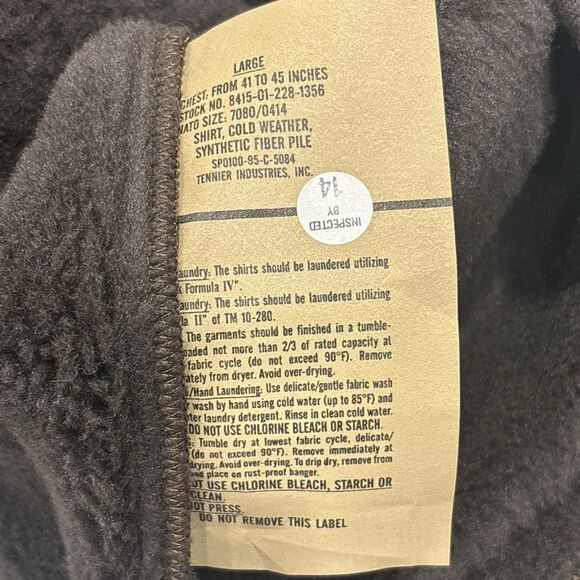 LARGE
CHEST: FROM 41 TO 45 INCHES
STOCK NO. 8415-01-228-1356
NATO SIZE: 7080/0414
SHIRT, COLD WEATHER,
SYNTHETIC FIBER PILE
SPO100-95-C-5084
TENNIER INDUSTRIES, INC.
INSPECTED
BY
14
aundry: The shirts should be laundered utilizing
Formula IV".
aundry: The shirts should be laundered utilizing
la II" of TM 10-280.
The garments should be finished in a tumble-
oaded not more than 2/3 of rated capacity at
fabric cycle (do not exceed 90°F). Remove
ately from dryer. Avoid over-drying.
e/Hand Laundering: Use delicate/gentle fabric wash
r wash by hand using cold water (up to 85°F) and
ter laundry detergent. Rinse in clean cold water.
DO NOT USE CHLORINE BLEACH OR STARCH.
G: Tumble dry at lowest fabric cycle, delicate/
(do not exceed 90°F). Remove immediately at
drying. Avoid over-drying. To drip dry, remove from
nd place on rust-proof hanger.
OT USE CHLORINE BLEACH, STARCH OR
CLEAN.
OT PRESS.
DO NOT REMOVE THIS LABEL